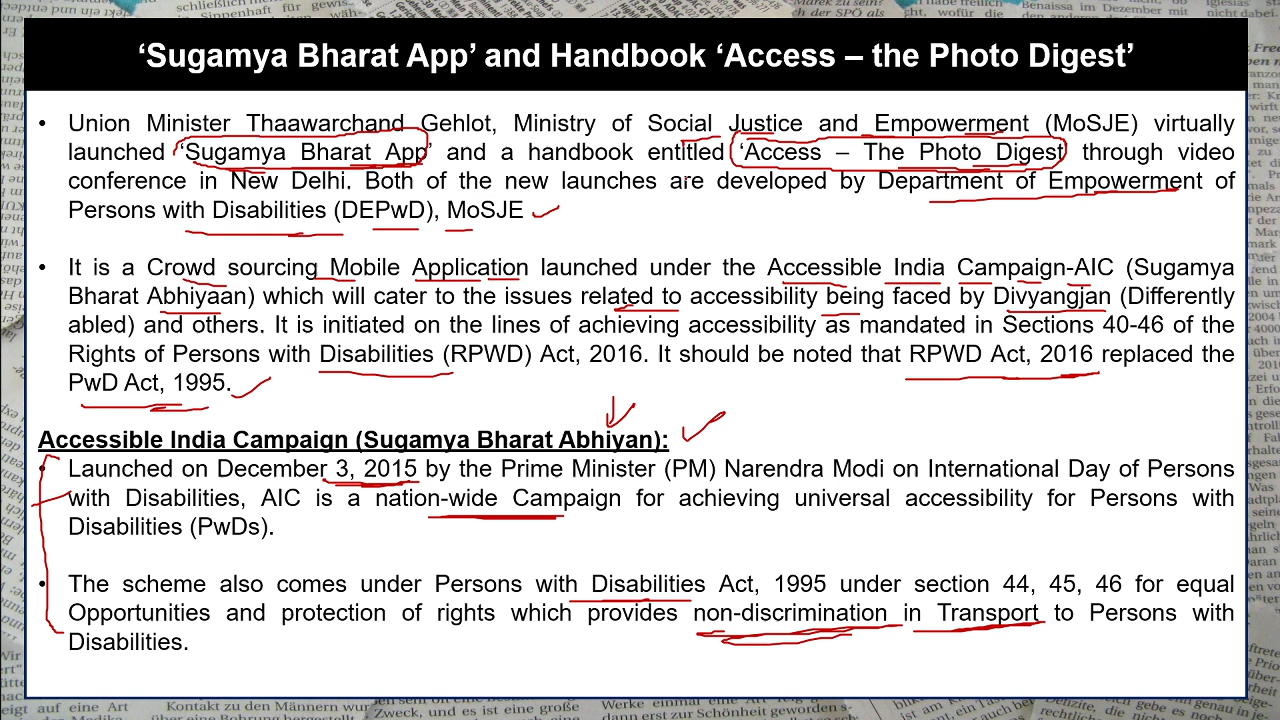 ‘Sugamya Bharat App’ and Handbook ‘Access – the Photo Digest’
• Union Minister Thaawarchand Gehlot, Ministry of Social Justice and Empowerment (MoSJE) virtually
launched ‘Sugamya Bharat App’ and a handbook entitled ‘Access – The Photo Digest’ through video
conference in New Delhi. Both of the new launches are developed by Department of Empowerment of
Persons with Disabilities (DEPwD), MoSJE
• It is a Crowd sourcing Mobile Application launched under the Accessible India Campaign-AIC (Sugamya
Bharat Abhiyaan) which will cater to the issues related to accessibility being faced by Divyangjan (Differently
abled) and others. It is initiated on the lines of achieving accessibility as mandated in Sections 40-46 of the
Rights of Persons with Disabilities (RPWD) Act, 2016. It should be noted that RPWD Act, 2016 replaced the
PwD Act, 1995.
Accessible India Campaign (Sugamya Bharat Abhiyan):
• Launched on December 3, 2015 by the Prime Minister (PM) Narendra Modi on International Day of Persons
with Disabilities, AIC is a nation-wide Campaign for achieving universal accessibility for Persons with
Disabilities (PwDs).
• The scheme also comes under Persons with Disabilities Act, 1995 under section 44, 45, 46 for equal
Opportunities and protection of rights which provides non-discrimination in Transport to Persons with
Disabilities.